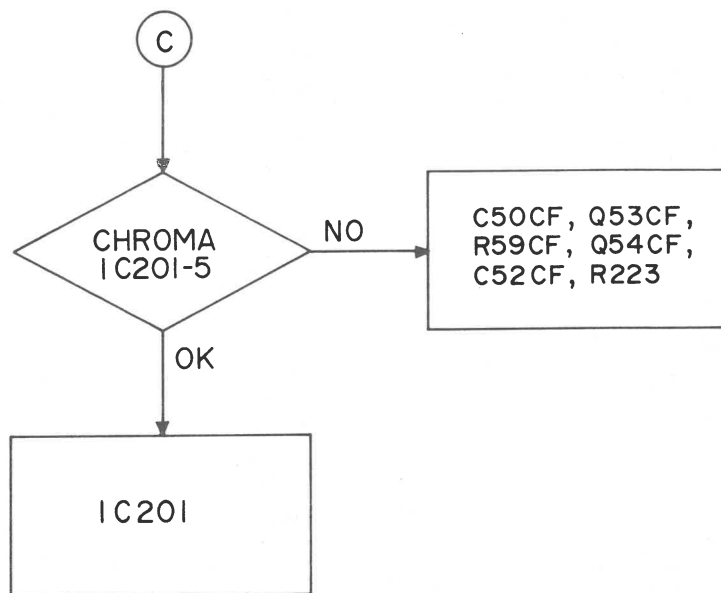 C
CHROMA
IC201-5
NO
C50CF, Q53CF,
R59CF, Q54CF,
C52CF, R223
OK
IC201